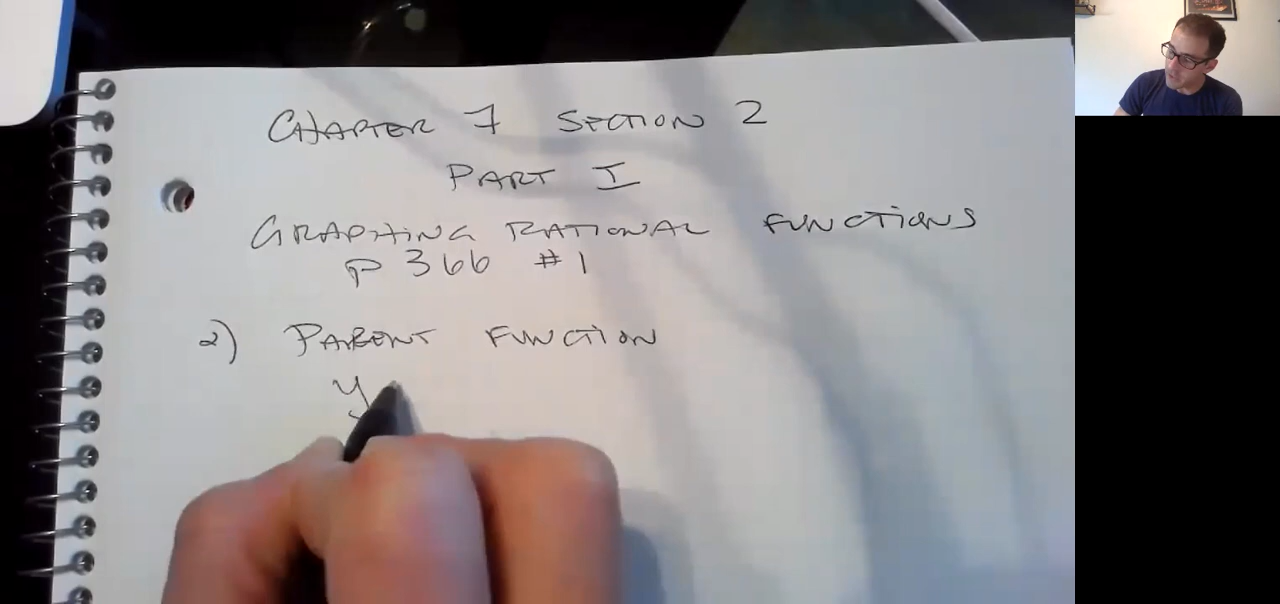 CHAPTER 7 SECTION 2
PART I
GRAPHING RATIONAL FUNCTIONS
P 366 #1
2) PARENT FUNCTION
y